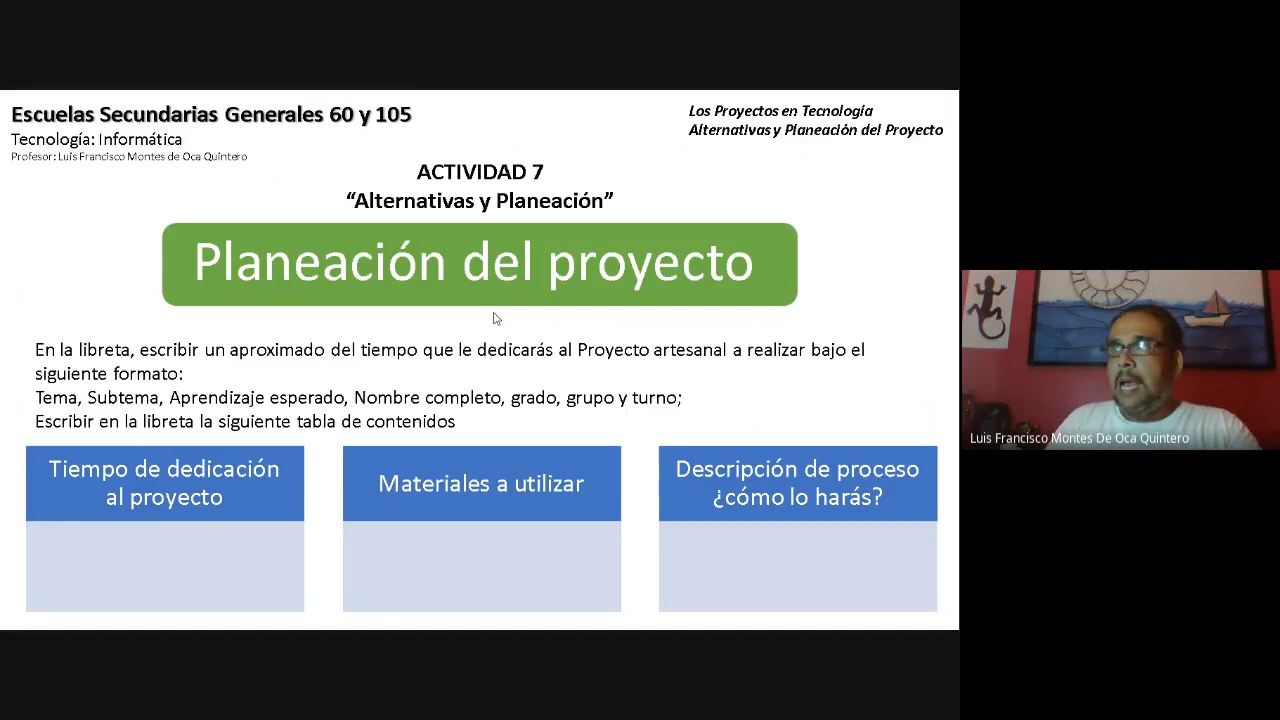 Escuelas Secundarias Generales 60 y 105
Tecnología: Informática
Profesor: Luis Francisco Montes de Oca Quintero
Los Proyectos en Tecnología
Alternativas y Planeación del Proyecto
ACTIVIDAD 7
“Alternativas y Planeación”
Planeación del proyecto
En la libreta, escribir un aproximado del tiempo que le dedicarás al Proyecto artesanal a realizar bajo el
siguiente formato:
Tema, Subtema, Aprendizaje esperado, Nombre completo, grado, grupo y turno;
Escribir en la libreta la siguiente tabla de contenidos
Tiempo de dedicación
al proyecto
Materiales a utilizar
Descripción de proceso
¿cómo lo harás?
Luis Francisco Montes De Oca Quintero